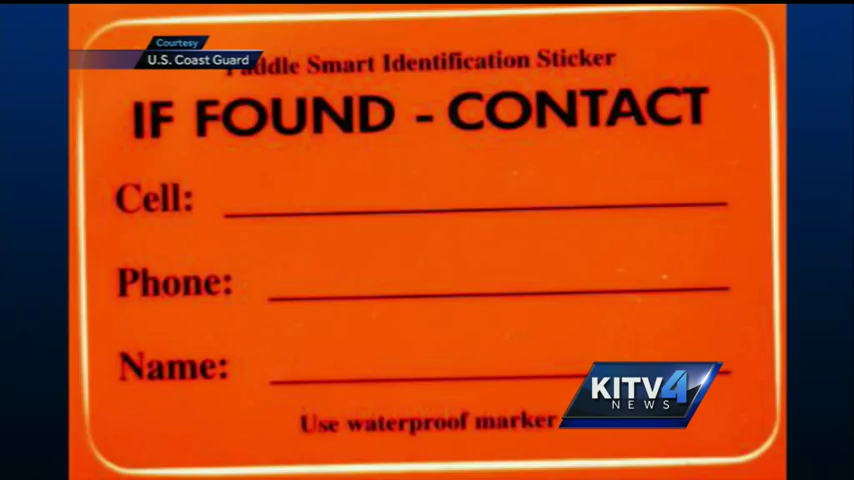 Courtesy
U.S. Coast Guard
Paddle Smart Identification Sticker
IF FOUND - CONTACT
Cell:
Phone:
Name:
Use waterproof marker
KITV4
NEWS